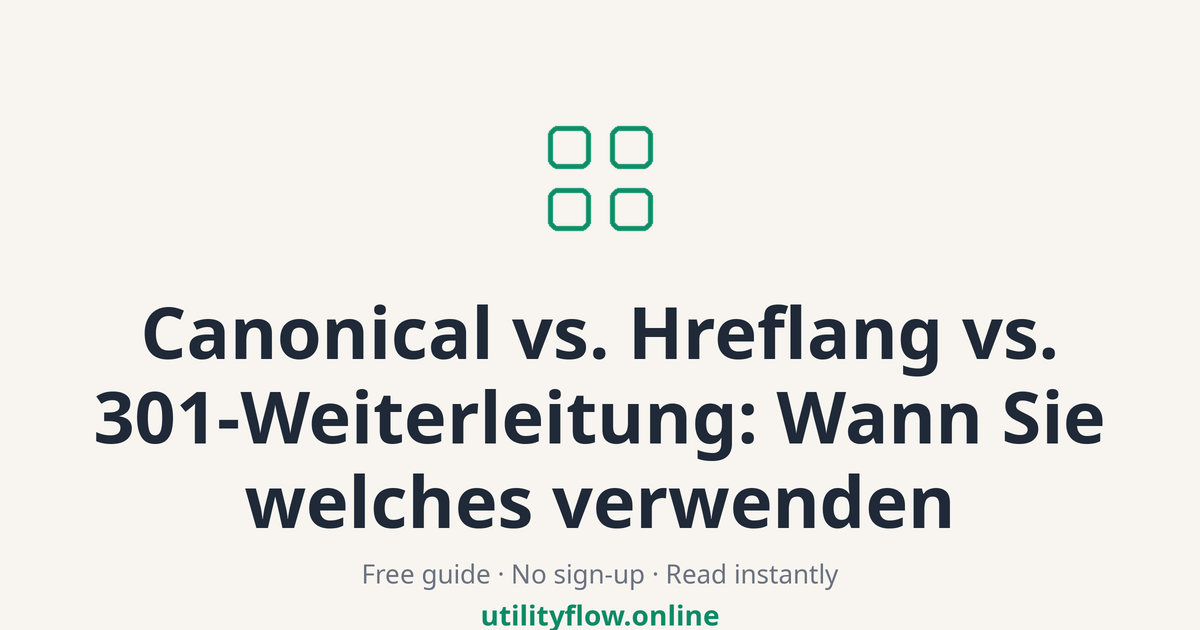 Canonical vs. Hreflang vs.
301-Weiterleitung: Wann Sie
welches verwenden
Free guide · No sign-up · Read instantly
utilityflow.online